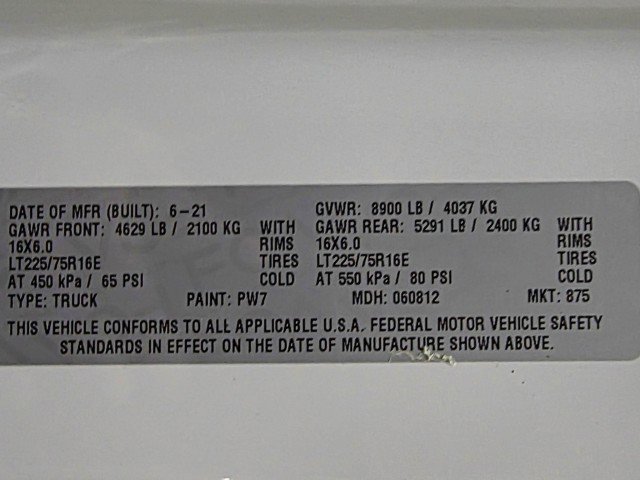 DATE OF MFR (BUILT): 6-21 GVWR: 8900 LB / 4037 KG
GAWR FRONT: 4629 LB / 2100 KG WITH GAWR REAR: 5291 LB / 2400 KG WITH
16X6.0 RIMS 16X6.0 RIMS
LT225/75R16E TIRES LT225/75R16E TIRES
AT 450 kPa / 65 PSI COLD AT 550 kPa / 80 PSI COLD
TYPE: TRUCK PAINT: PW7 MDH: 060812 MKT: 875
THIS VEHICLE CONFORMS TO ALL APPLICABLE U.S.A. FEDERAL MOTOR VEHICLE SAFETY
STANDARDS IN EFFECT ON THE DATE OF MANUFACTURE SHOWN ABOVE.